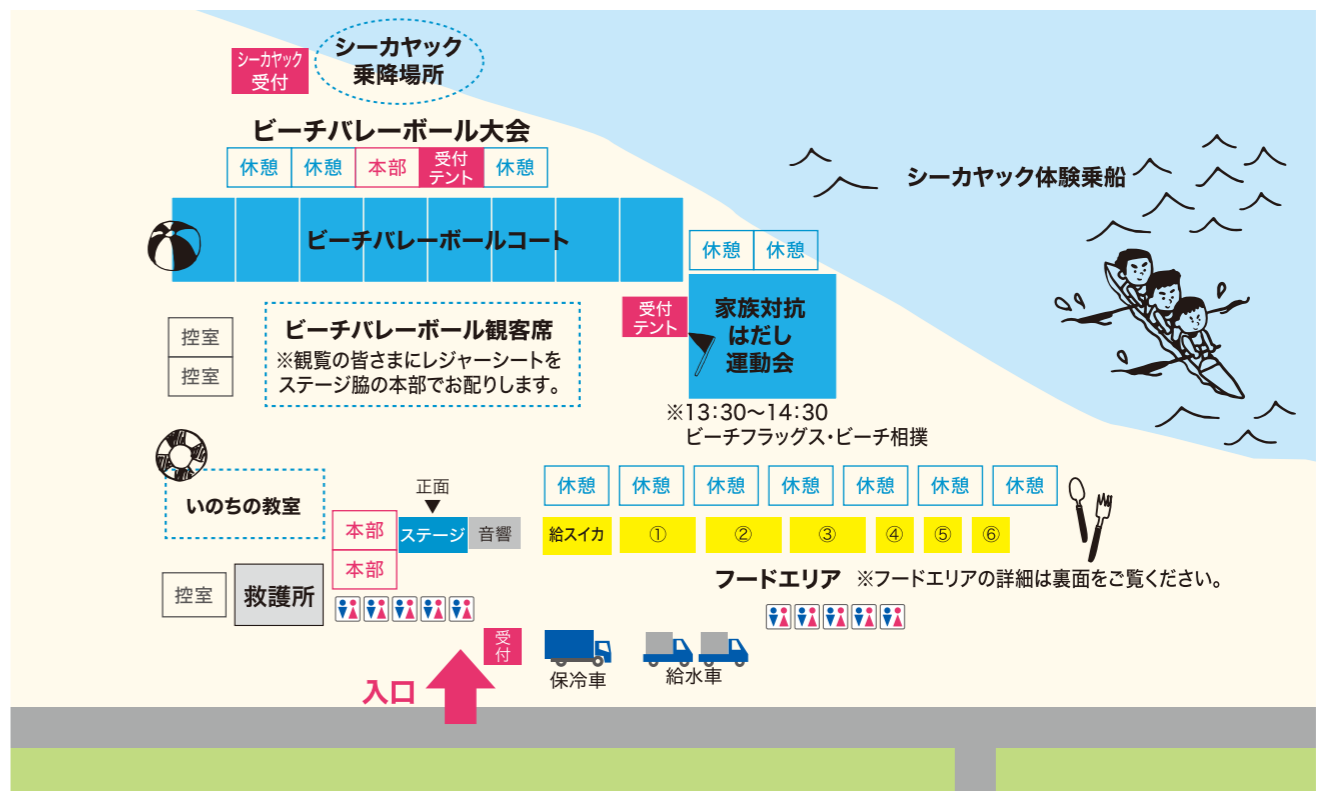 シーカヤック
受付
シーカヤック
乗降場所
ビーチバレーボール大会
休憩
休憩
本部
受付
テント
休憩
シーカヤック体験乗船
ビーチバレーボールコート
休憩
休憩
受付
テント
家族対抗
はだし
運動会
控室
控室
ビーチバレーボール観客席
※観覧の皆さまにレジャーシートを
ステージ脇の本部でお配りします。
※13:30〜14:30
ビーチフラッグス・ビーチ相撲
いのちの教室
正面
本部
ステージ
音響
本部
休憩
休憩
休憩
休憩
休憩
休憩
休憩
給スイカ
①
②
③
④
⑤
⑥
フードエリア ※フードエリアの詳細は裏面をご覧ください。
控室
救護所
受付
保冷車
給水車
入口